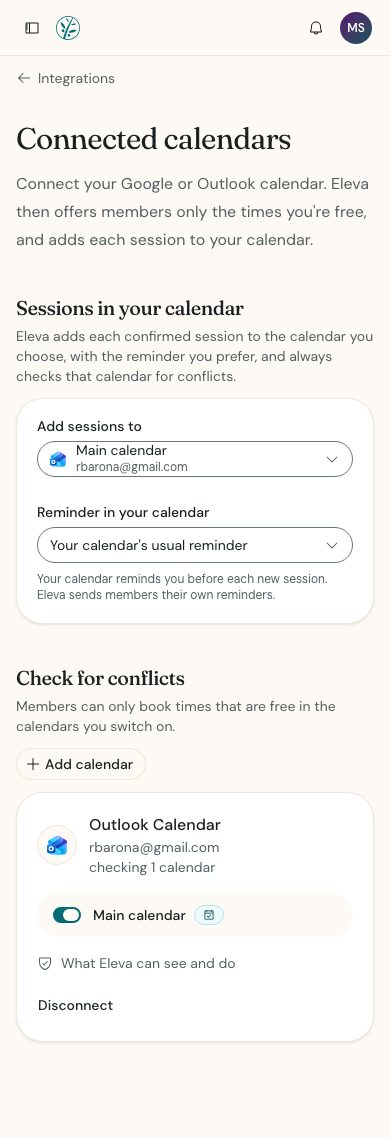 MS
Integrations
Connected calendars
Connect your Google or Outlook calendar. Eleva
then offers members only the times you're free,
and adds each session to your calendar.
Sessions in your calendar
Eleva adds each confirmed session to the calendar you
choose, with the reminder you prefer, and always
checks that calendar for conflicts.
Add sessions to
Main calendar
rbarona@gmail.com
Reminder in your calendar
Your calendar's usual reminder
Your calendar reminds you before each new session.
Eleva sends members their own reminders.
Check for conflicts
Members can only book times that are free in the
calendars you switch on.
Add calendar
Outlook Calendar
rbarona@gmail.com
checking 1 calendar
Main calendar
What Eleva can see and do
Disconnect